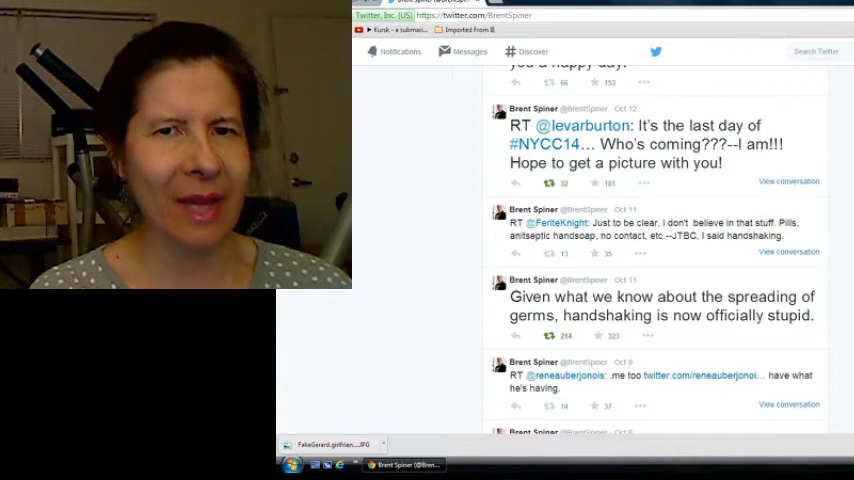 Brent Spiner (@BrentSpiner
Twitter, Inc. [US] https://twitter.com/BrentSpiner
Kursk - a submari... Imported From IE
Notifications Messages Discover Search Twitter
you a happy day!
66 153
Brent Spiner @BrentSpiner Oct 12
RT @levarburton: It's the last day of
#NYCC14... Who's coming???--I am!!!
Hope to get a picture with you!
32 181 View conversation
Brent Spiner @BrentSpiner Oct 11
RT @FeriteKnight: Just to be clear, I don't believe in that stuff. Pills,
anitseptic handsoap, no contact, etc.--JTBC, I said handshaking.
13 35 View conversation
Brent Spiner @BrentSpiner Oct 11
Given what we know about the spreading of
germs, handshaking is now officially stupid.
214 323
Brent Spiner @BrentSpiner Oct 9
RT @reneauberjonois: .me too twitter.com/reneauberjonoi... have what
he's having.
14 37 View conversation
Brent Spiner @BrentSpiner
FakeGerard.girlfrien....JPG
Brent Spiner (@Bren...